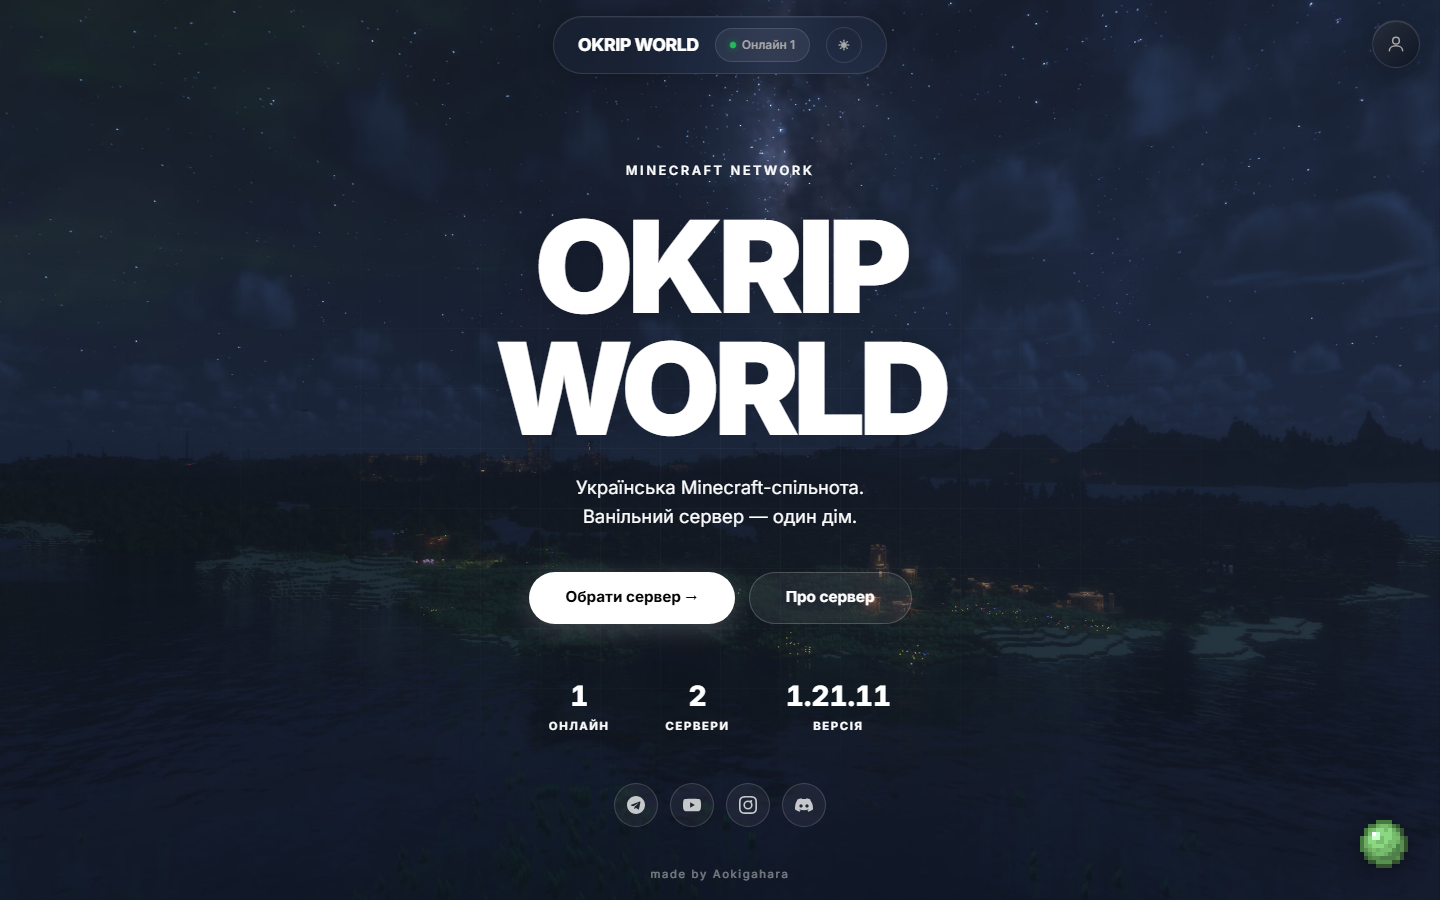 OKRIP WORLD
Онлайн 1
MINECRAFT NETWORK
OKRIP
WORLD
Українська Minecraft-спільнота.
Ванільний сервер — один дім.
Обрати сервер →
Про сервер
1
ОНЛАЙН
2
СЕРВЕРИ
1.21.11
ВЕРСІЯ
made by Aokigahara